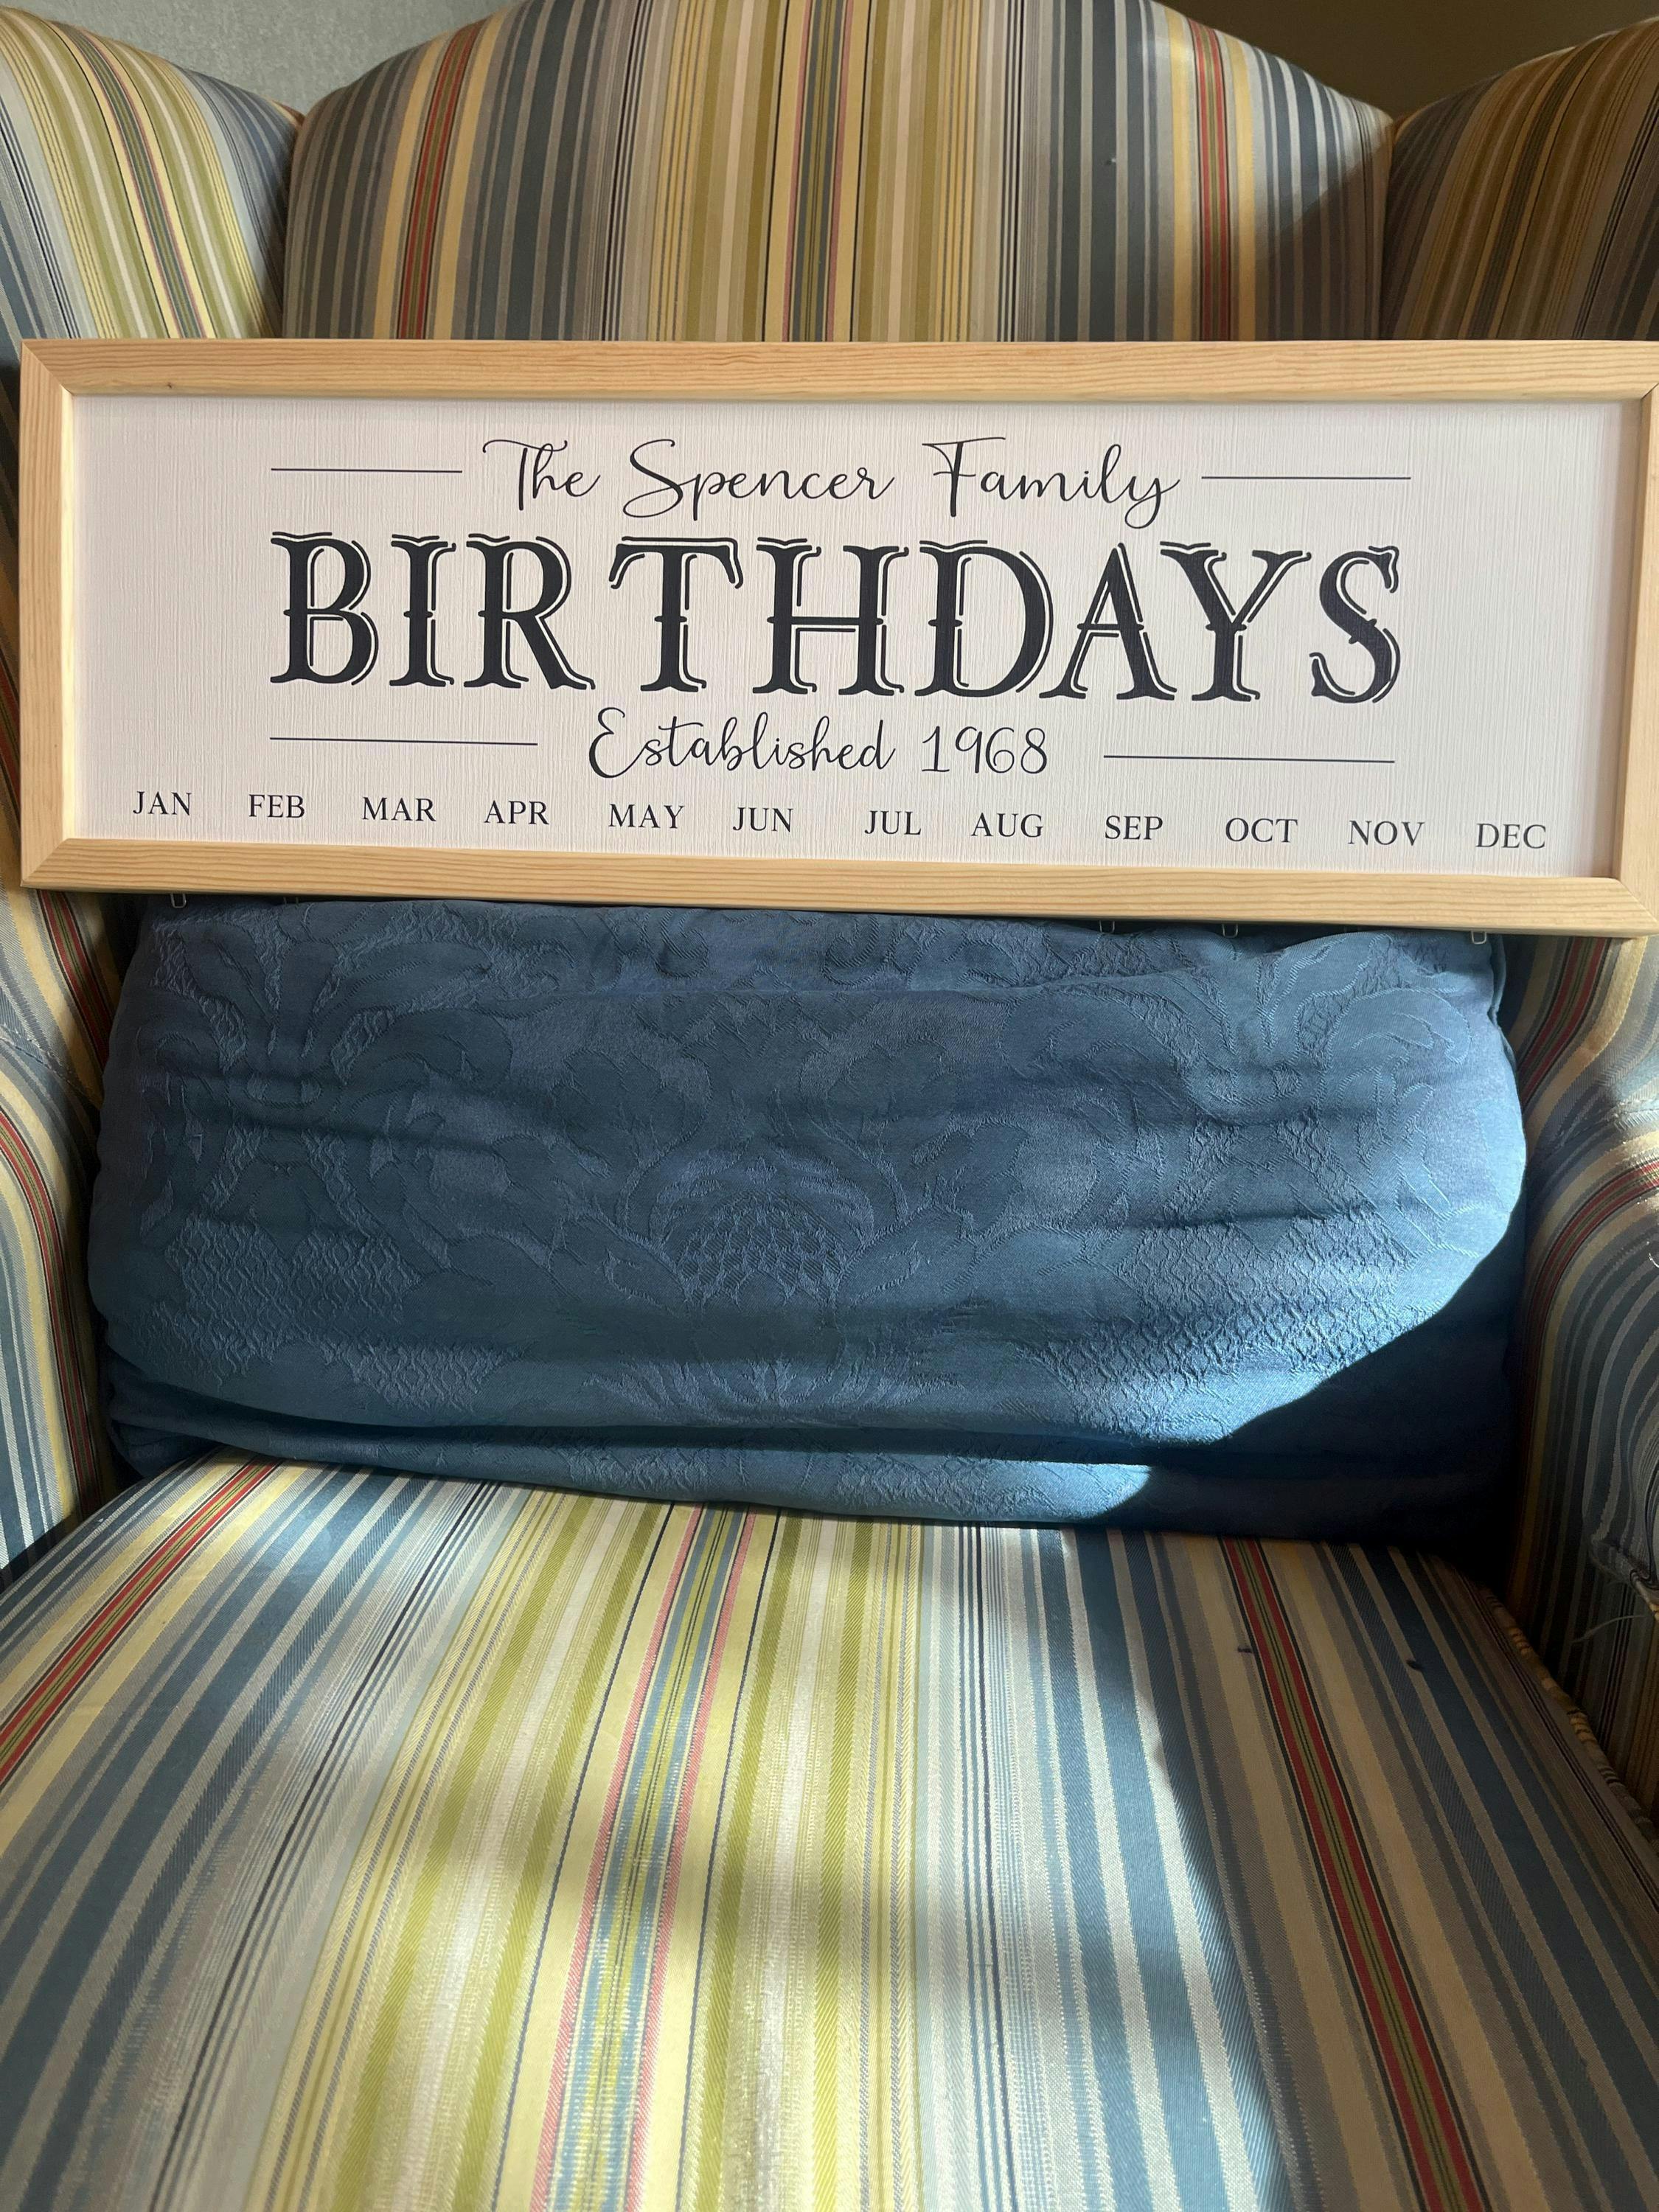 The Spencer Family
BIRTHDAYS
Established 1968
JAN FEB MAR APR MAY JUN JUL AUG SEP OCT NOV DEC